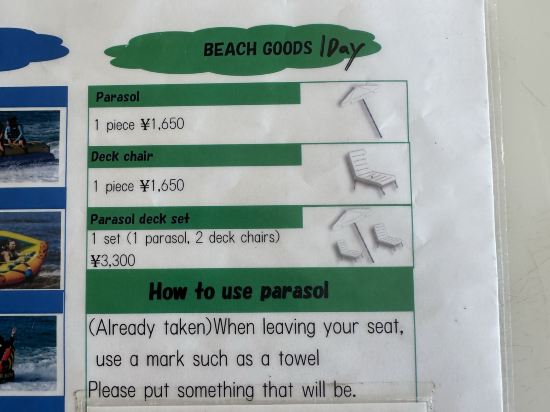 BEACH GOODS 1Day
Parasol
1 piece ¥1,650
Deck chair
1 piece ¥1,650
Parasol deck set
1 set (1 parasol, 2 deck chairs)
¥3,300
How to use parasol
(Already taken)When leaving your seat,
use a mark such as a towel
Please put something that will be.